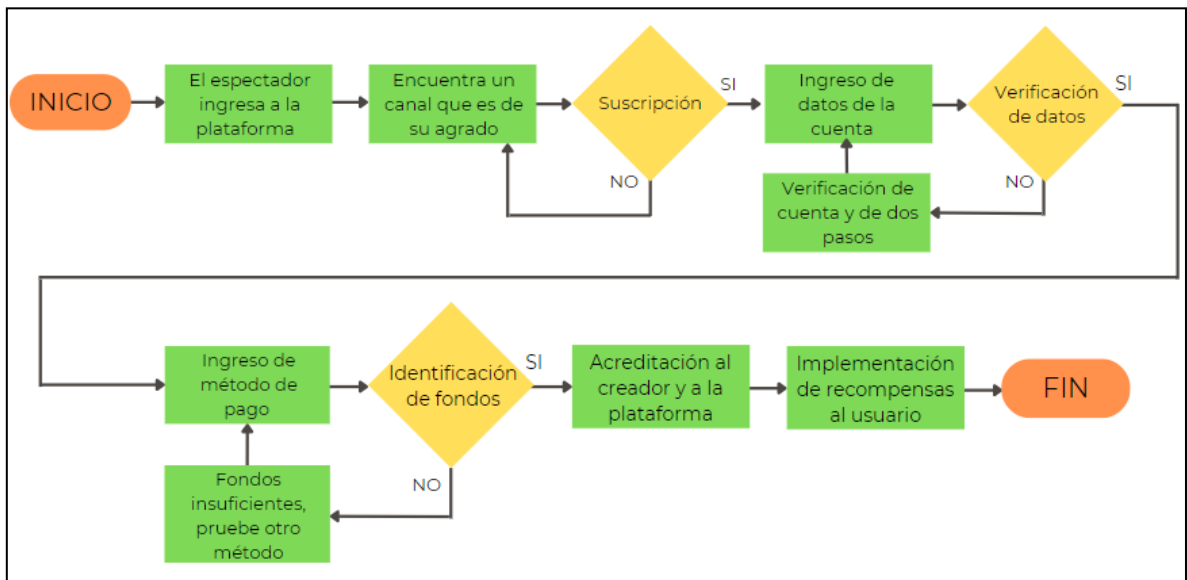 INICIO
El espectador
ingresa a la
plataforma
Encuentra un
canal que es de
su agrado
Suscripción
SI
NO
Ingreso de
datos de la
cuenta
Verificación
de datos
SI
NO
Verificación de
cuenta y de dos
pasos
Ingreso de
método de
pago
Identificación
de fondos
SI
NO
Fondos
insuficientes,
pruebe otro
método
Acreditación al
creador y a la
plataforma
Implementación
de recompensas
al usuario
FIN